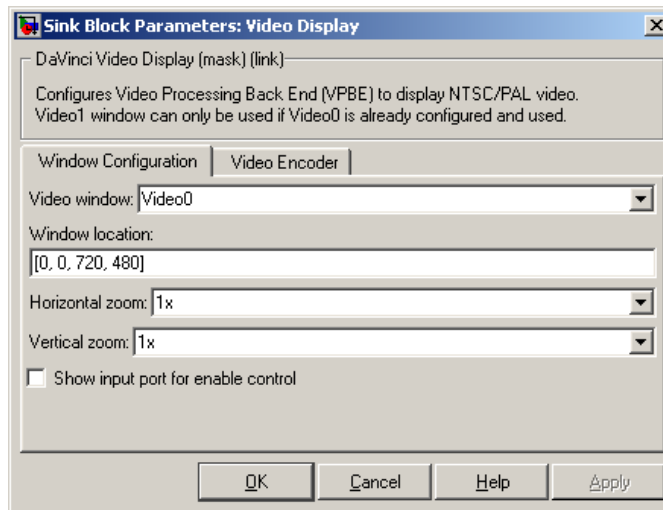 Sink Block Parameters: Video Display
DaVinci Video Display (mask) (link)
Configures Video Processing Back End (VPBE) to display NTSC/PAL video.
Video1 window can only be used if Video0 is already configured and used.
Window Configuration Video Encoder
Video window: Video0
Window location:
[0, 0, 720, 480]
Horizontal zoom: 1x
Vertical zoom: 1x
Show input port for enable control
OK Cancel Help Apply